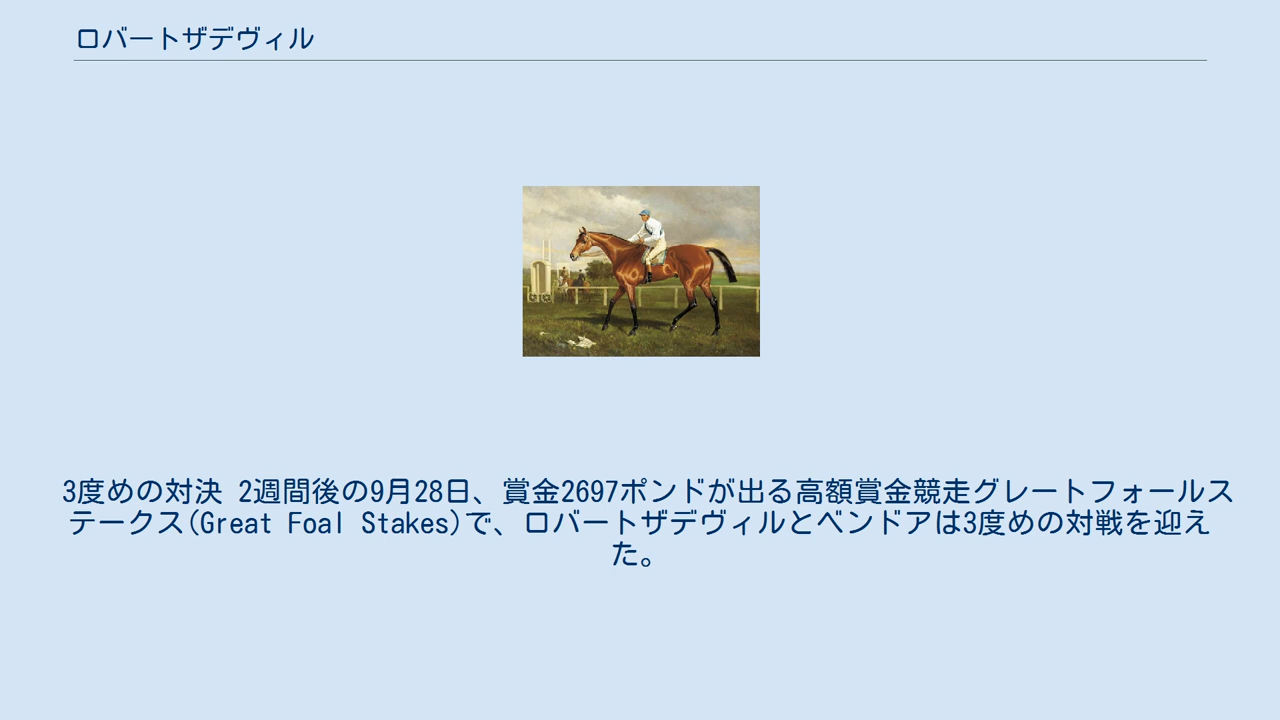 ロバートザデヴィル
3度めの対決 2週間後の9月28日、賞金2697ポンドが出る高額賞金競走グレートフォールス
テークス(Great Foal Stakes)で、ロバートザデヴィルとベンドアは3度めの対戦を迎え
た。